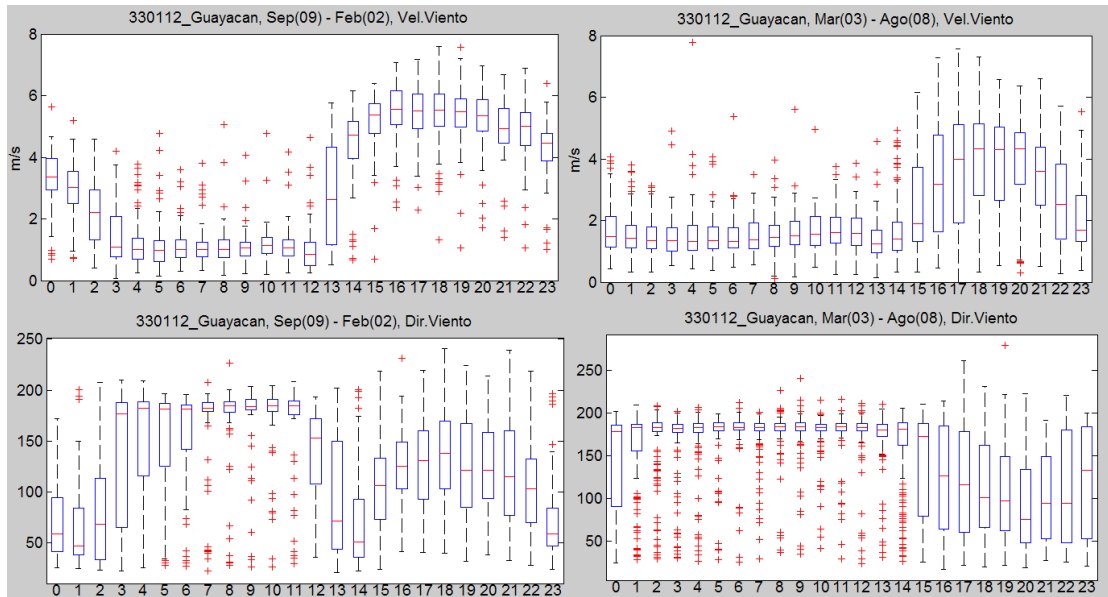 330112_Guayacan, Sep(09) - Feb(02), Vel.Viento
8
6
4
2
0
m/s
0 1 2 3 4 5 6 7 8 9 10 11 12 13 14 15 16 17 18 19 20 21 22 23
330112_Guayacan, Mar(03) - Ago(08), Vel.Viento
8
6
4
2
0
m/s
0 1 2 3 4 5 6 7 8 9 10 11 12 13 14 15 16 17 18 19 20 21 22 23
330112_Guayacan, Sep(09) - Feb(02), Dir.Viento
250
200
150
100
50
0 1 2 3 4 5 6 7 8 9 10 11 12 13 14 15 16 17 18 19 20 21 22 23
330112_Guayacan, Mar(03) - Ago(08), Dir.Viento
250
200
150
100
50
0 1 2 3 4 5 6 7 8 9 10 11 12 13 14 15 16 17 18 19 20 21 22 23